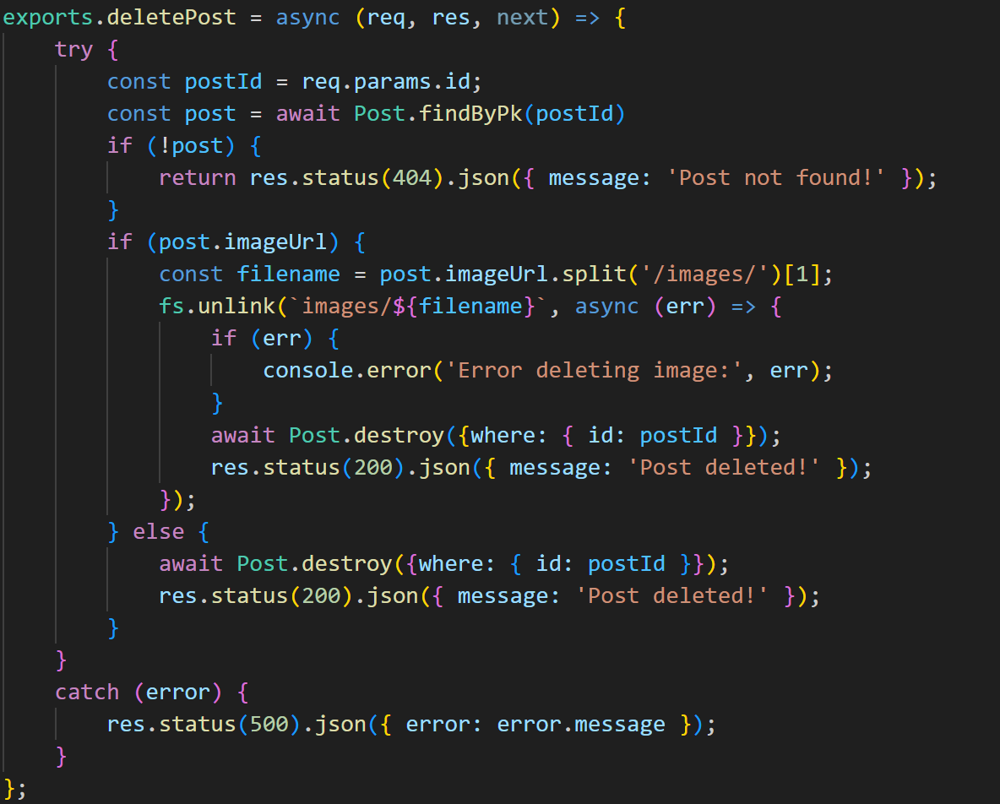 exports.deletePost = async (req, res, next) => {
    try {
        const postId = req.params.id;
        const post = await Post.findByPk(postId)
        if (!post) {
            return res.status(404).json({ message: 'Post not found!' });
        }
        if (post.imageUrl) {
            const filename = post.imageUrl.split('/images/')[1];
            fs.unlink(`images/${filename}`, async (err) => {
                if (err) {
                    console.error('Error deleting image:', err);
                }
                await Post.destroy({where: { id: postId }});
                res.status(200).json({ message: 'Post deleted!' });
            });
        } else {
            await Post.destroy({where: { id: postId }});
            res.status(200).json({ message: 'Post deleted!' });
        }
    }
    catch (error) {
        res.status(500).json({ error: error.message });
    }
};